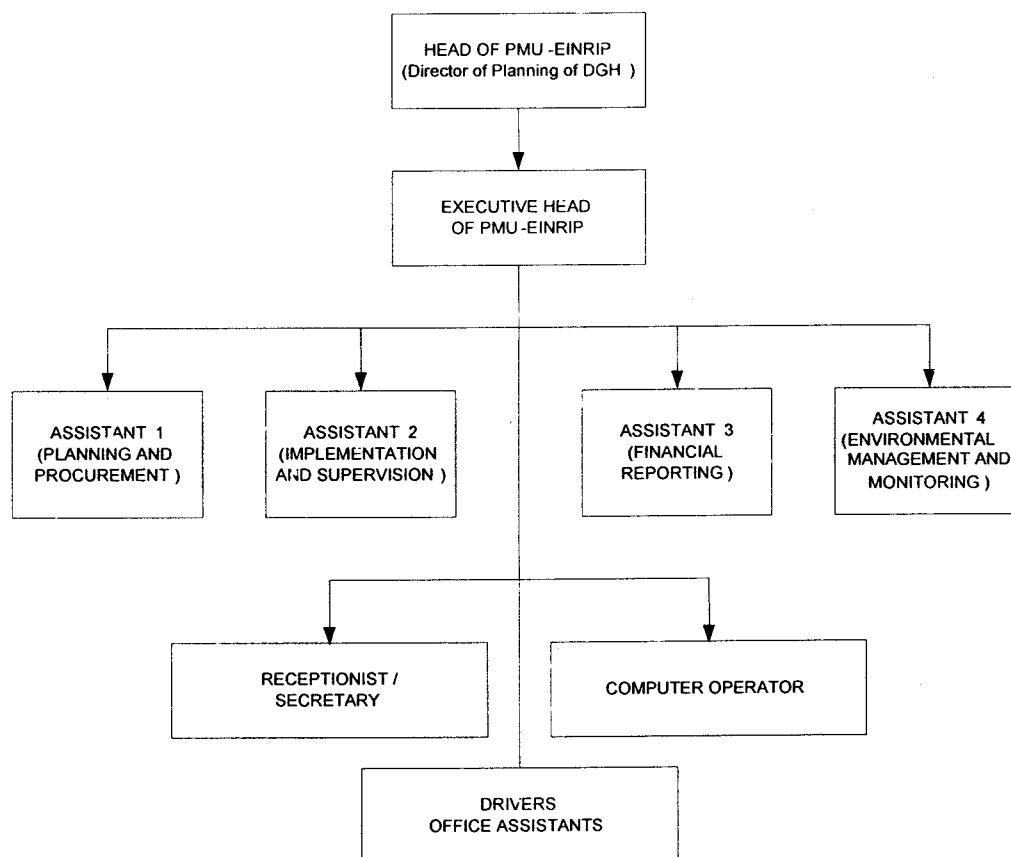 HEAD OF PMU -EINRIP
(Director of Planning of DGH )
EXECUTIVE HEAD
OF PMU -EINRIP
ASSISTANT 1
(PLANNING AND
PROCUREMENT )
ASSISTANT 2
(IMPLEMENTATION
AND SUPERVISION )
ASSISTANT 3
(FINANCIAL
REPORTING )
ASSISTANT 4
(ENVIRONMENTAL
MANAGEMENT AND
MONITORING )
RECEPTIONIST /
SECRETARY
COMPUTER OPERATOR
DRIVERS
OFFICE ASSISTANTS